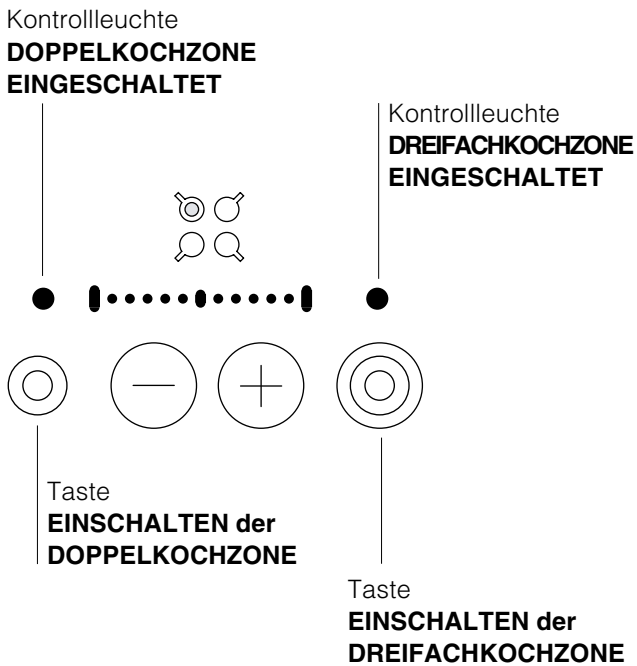 Kontrollleuchte
DOPPELKOCHZONE
EINGESCHALTET
Kontrollleuchte
DREIFACHKOCHZONE
EINGESCHALTET
Taste
EINSCHALTEN der
DOPPELKOCHZONE
Taste
EINSCHALTEN der
DREIFACHKOCHZONE